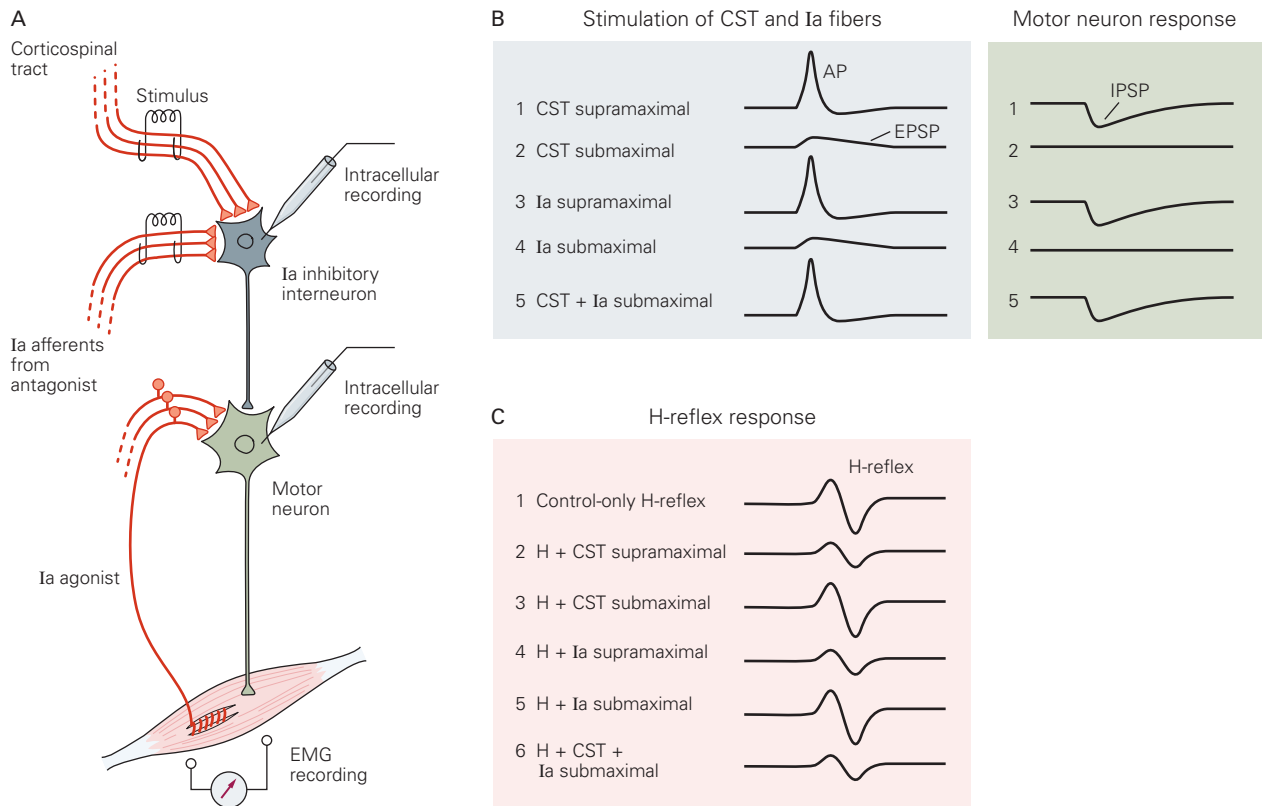 A
Corticospinal
tract
Stimulus
Intracellular
recording
Ia inhibitory
interneuron
Ia afferents
from
antagonist
Intracellular
recording
Motor
neuron
Ia agonist
EMG
recording
B
Stimulation of CST and Ia fibers
AP
1 CST supramaximal
EPSP
2 CST submaximal
3 Ia supramaximal
4 Ia submaximal
5 CST + Ia submaximal
Motor neuron response
IPSP
1
2
3
4
5
C
H-reflex response
H-reflex
1 Control-only H-reflex
2 H + CST supramaximal
3 H + CST submaximal
4 H + Ia supramaximal
5 H + Ia submaximal
6 H + CST +
Ia submaximal